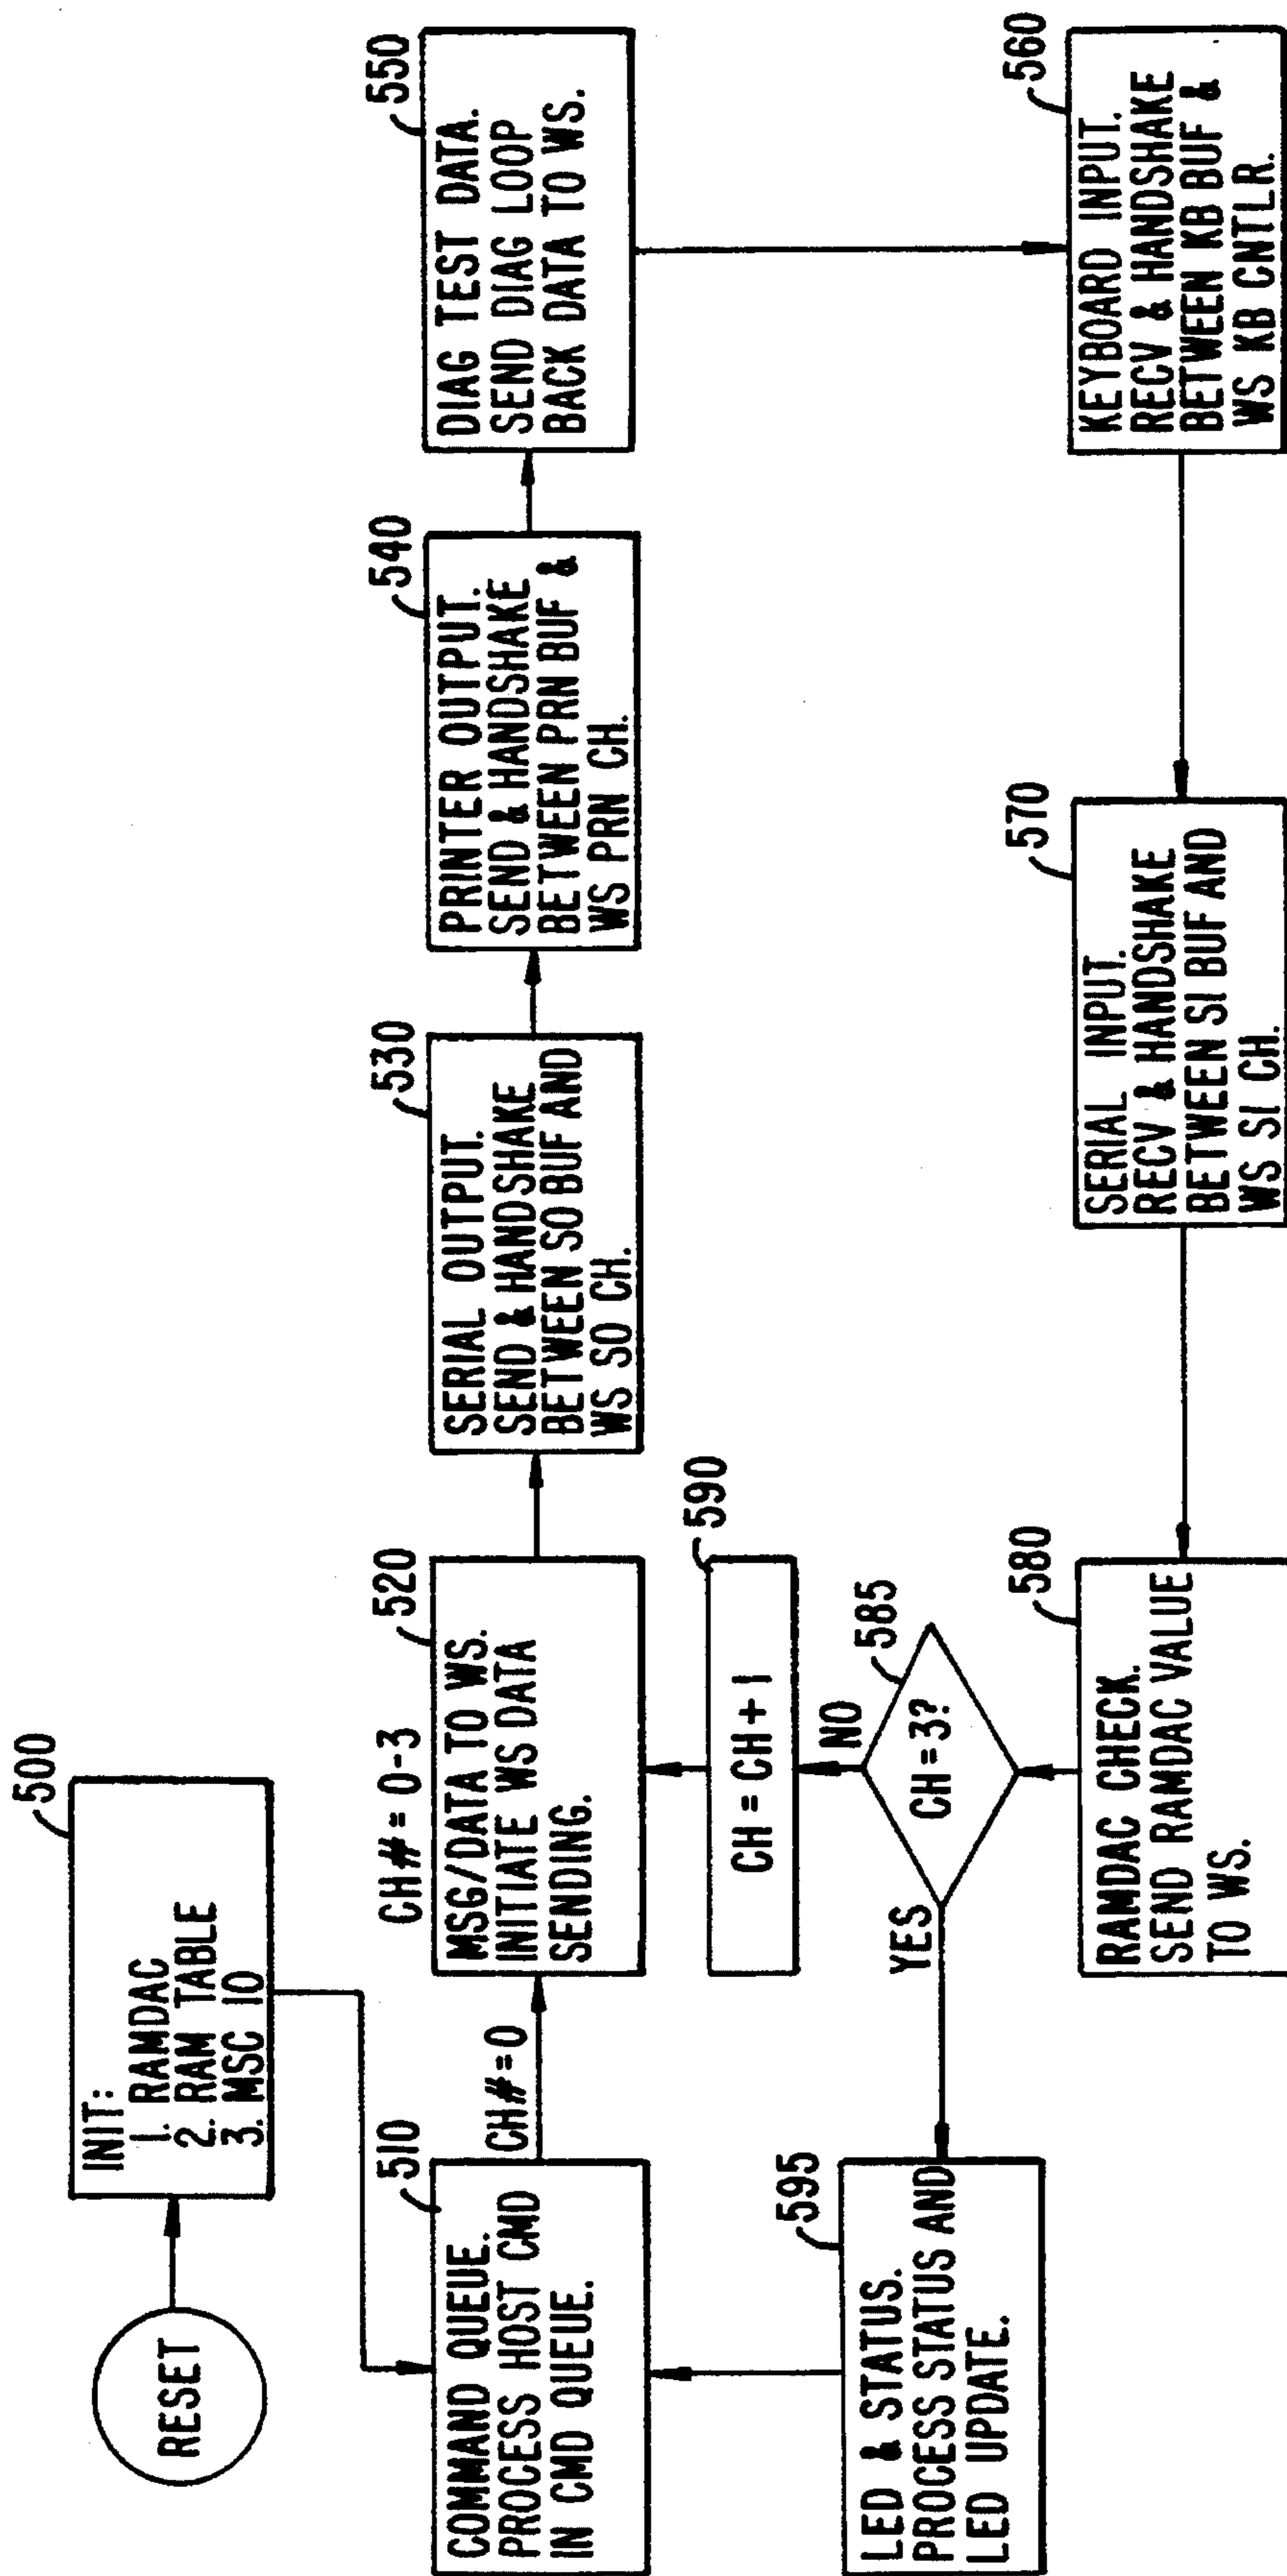 RESET
500
INIT:
1. RAMDAC
2. RAM TABLE
3. MSC 10
510
COMMAND QUEUE.
PROCESS HOST CMD
IN CMD QUEUE.
CH#=0
CH#=0-3
520
MSG/DATA TO WS.
INITIATE WS DATA
SENDING.
530
SERIAL OUTPUT.
SEND & HANDSHAKE
BETWEEN SO BUF AND
WS SO CH.
540
PRINTER OUTPUT.
SEND & HANDSHAKE
BETWEEN PRN BUF &
WS PRN CH.
550
DIAG TEST DATA.
SEND DIAG LOOP
BACK DATA TO WS.
560
KEYBOARD INPUT.
RECV & HANDSHAKE
BETWEEN KB BUF &
WS KB CNTLR.
570
SERIAL INPUT.
RECV & HANDSHAKE
BETWEEN SI BUF AND
WS SI CH.
580
RAMDAC CHECK.
SEND RAMDAC VALUE
TO WS.
585
CH=3?
NO
YES
590
CH=CH+1
595
LED & STATUS.
PROCESS STATUS AND
LED UPDATE.